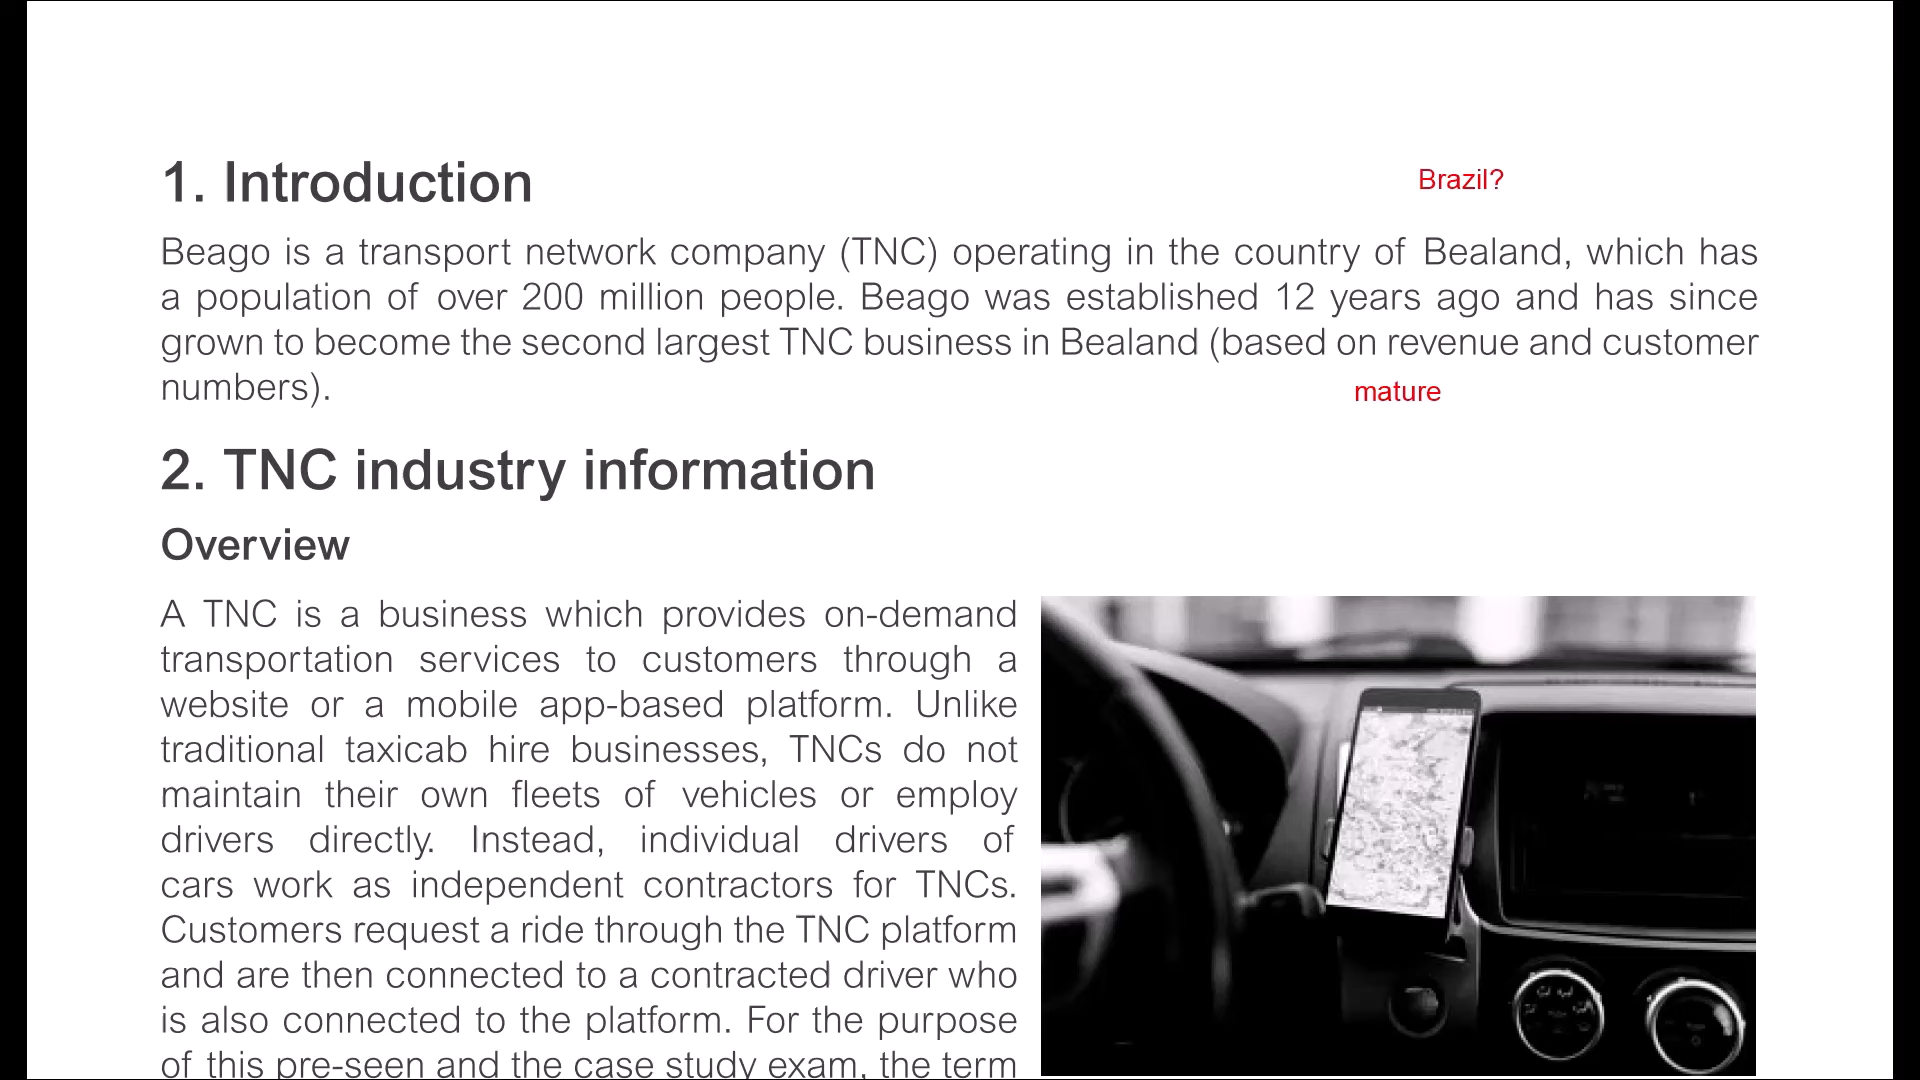 1. Introduction
Brazil?
Beago is a transport network company (TNC) operating in the country of Bealand, which has
a population of over 200 million people. Beago was established 12 years ago and has since
grown to become the second largest TNC business in Bealand (based on revenue and customer
numbers).
mature
2. TNC industry information
Overview
A TNC is a business which provides on-demand
transportation services to customers through a
website or a mobile app-based platform. Unlike
traditional taxicab hire businesses, TNCs do not
maintain their own fleets of vehicles or employ
drivers directly. Instead, individual drivers of
cars work as independent contractors for TNCs.
Customers request a ride through the TNC platform
and are then connected to a contracted driver who
is also connected to the platform. For the purpose
of this pre-seen and the case study exam, the term